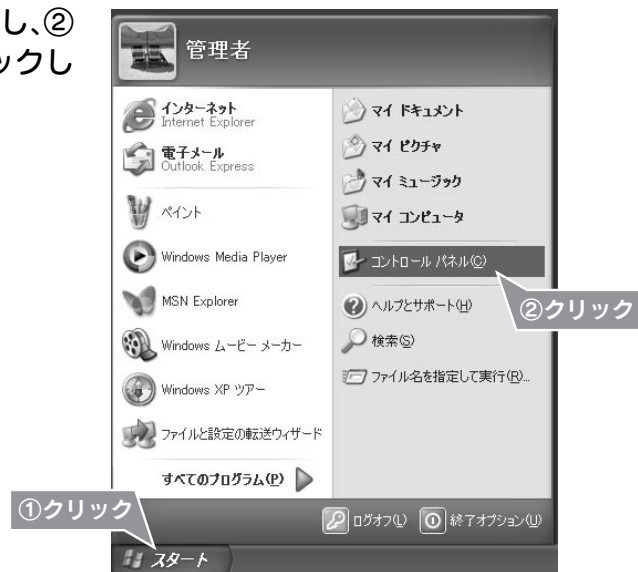 し、②
ックし
管理者
インターネット
Internet Explorer
電子メール
Outlook Express
ペイント
Windows Media Player
MSN Explorer
Windows ムービー メーカー
Windows XP ツアー
ファイルと設定の転送ウィザード
すべてのプログラム(P)
マイ ドキュメント
マイ ピクチャ
マイ ミュージック
マイ コンピュータ
コントロール パネル(C)
②クリック
ヘルプとサポート(H)
検索(S)
ファイル名を指定して実行(R)...
①クリック
ログオフ(L)
終了オプション(U)
スタート